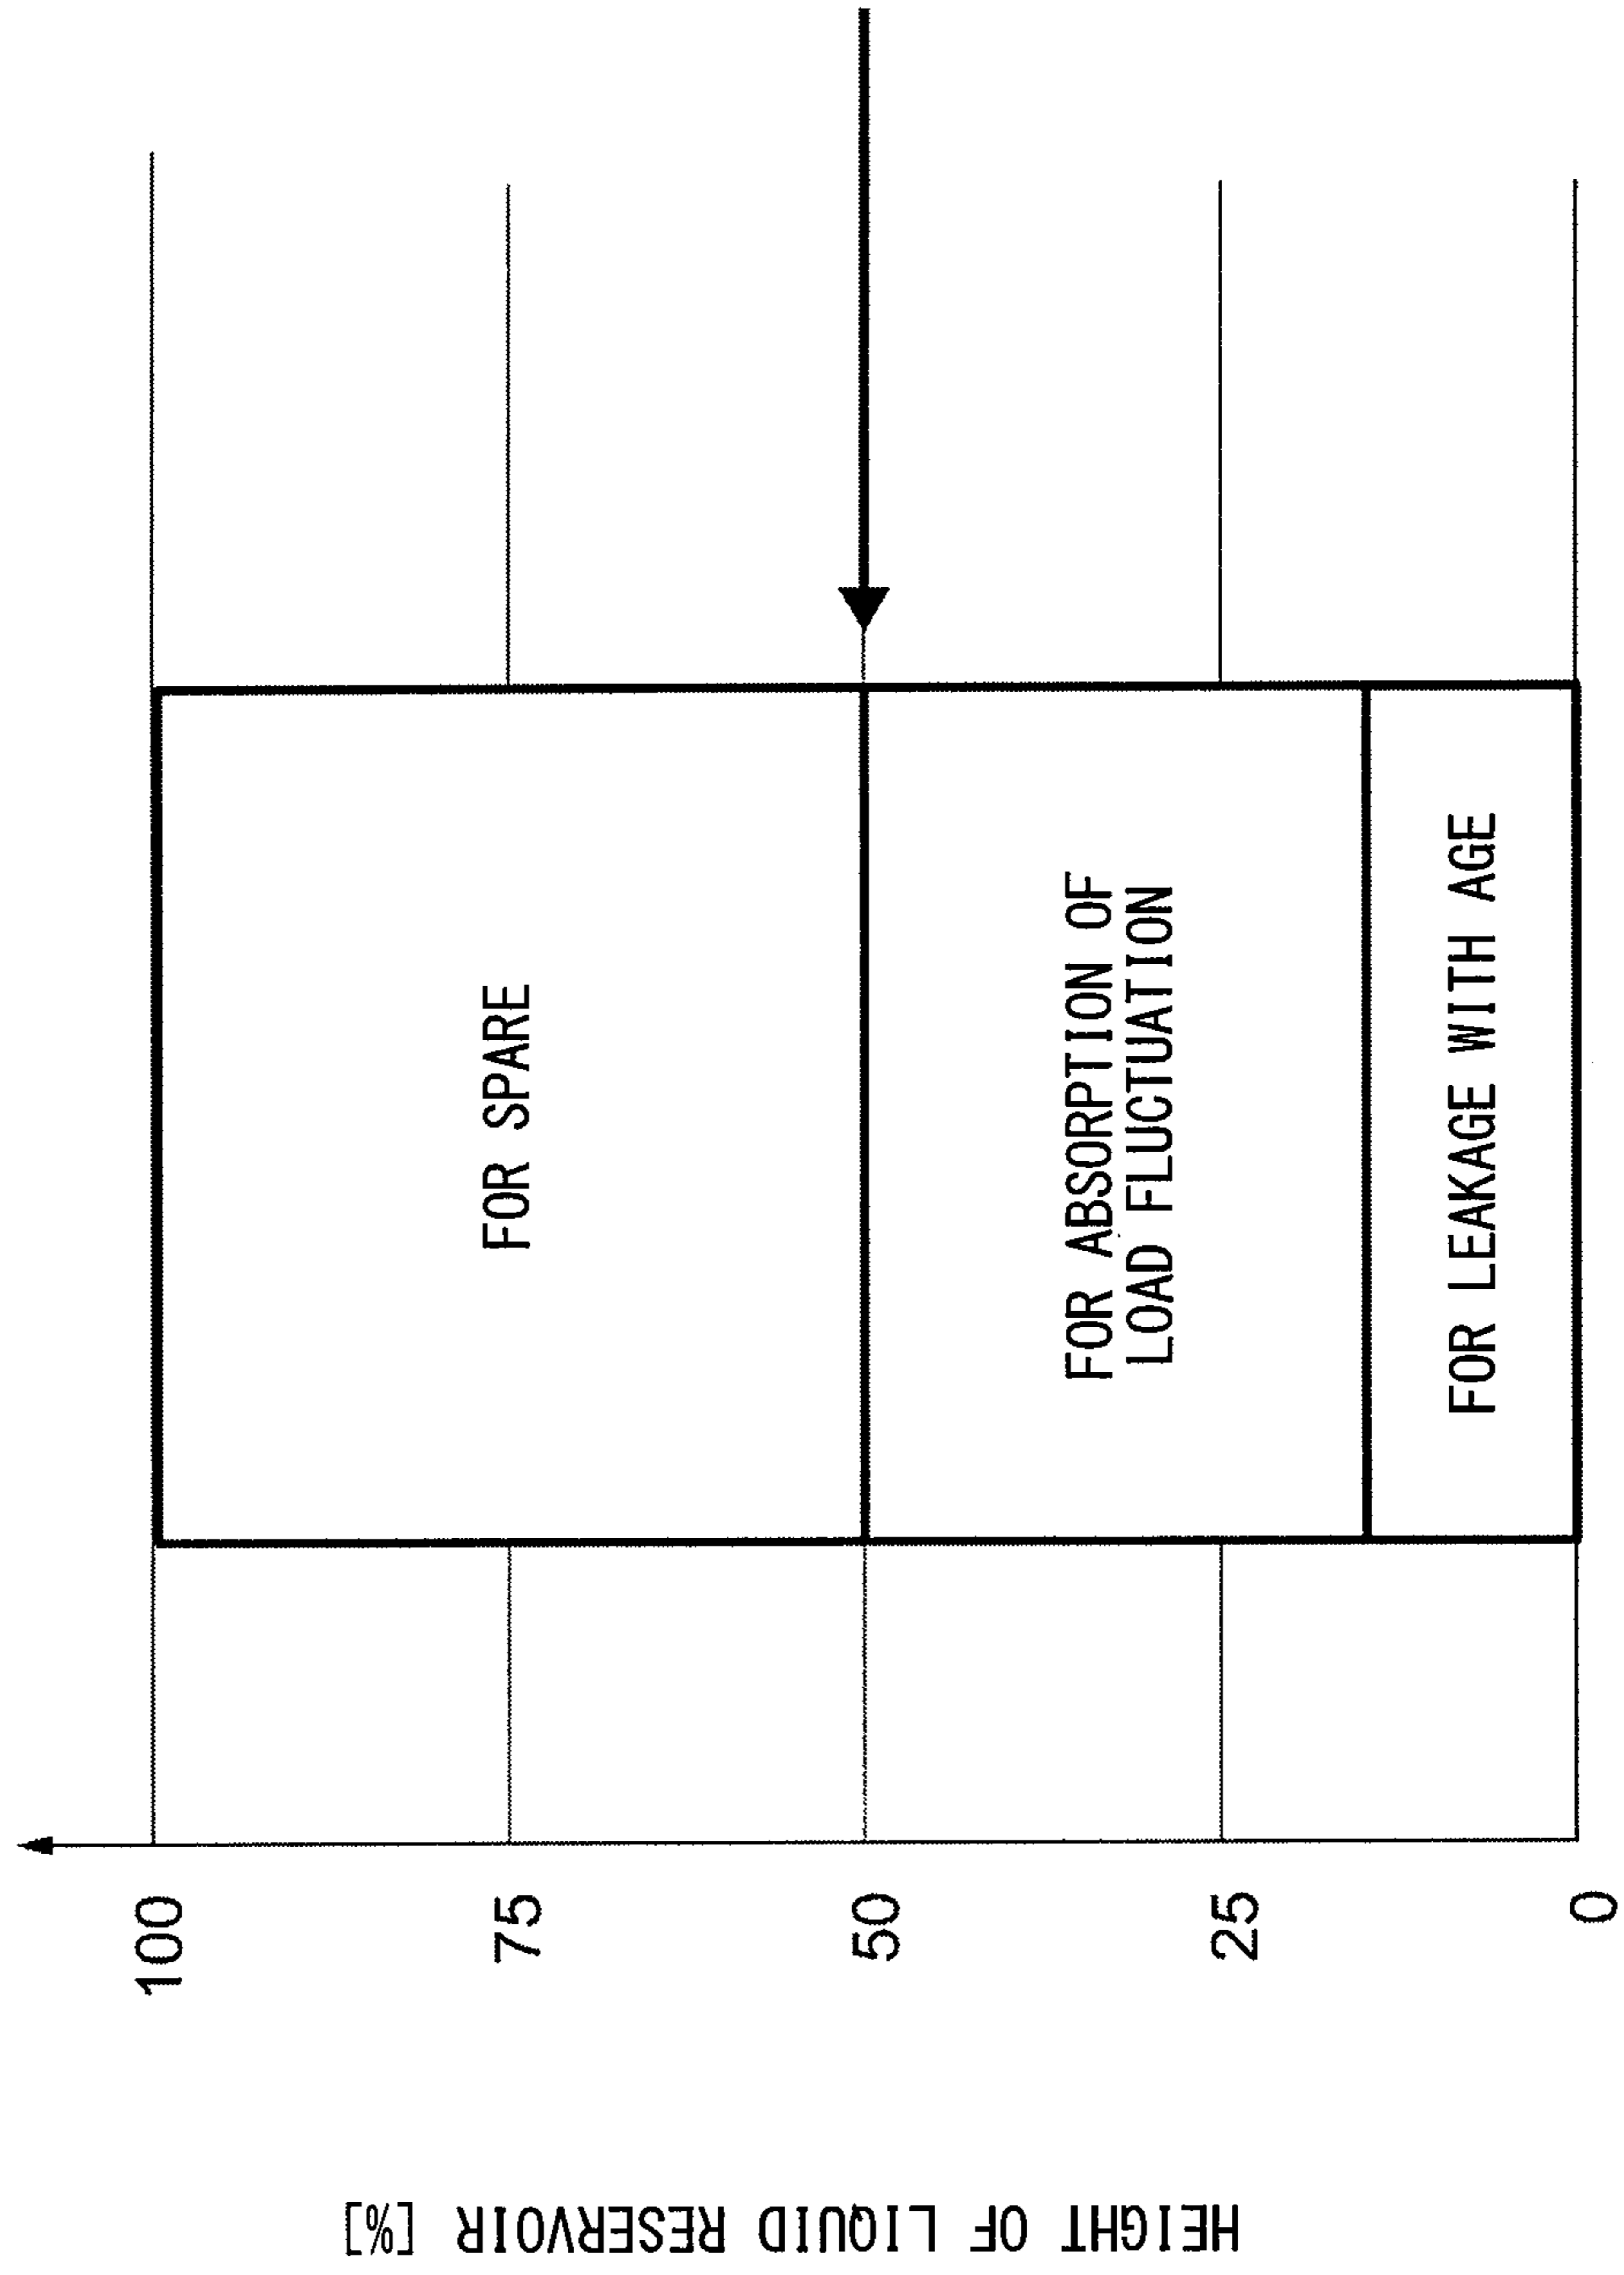 HEIGHT OF LIQUID RESERVOIR [%]
100
75
50
25
0
FOR SPARE
FOR ABSORPTION OF
LOAD FLUCTUATION
FOR LEAKAGE WITH AGE